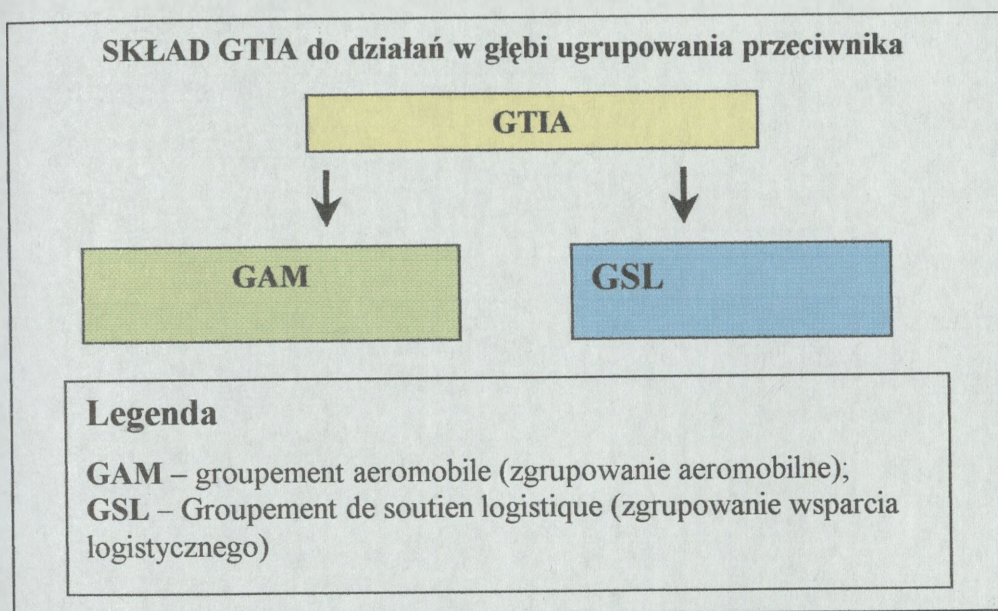 SKŁAD GTIA do działań w głębi ugrupowania przeciwnika
GTIA
GAM
GSL
Legenda
GAM – groupement aeromobile (zgrupowanie aeromobilne);
GSL – Groupement de soutien logistique (zgrupowanie wsparcia
logistycznego)